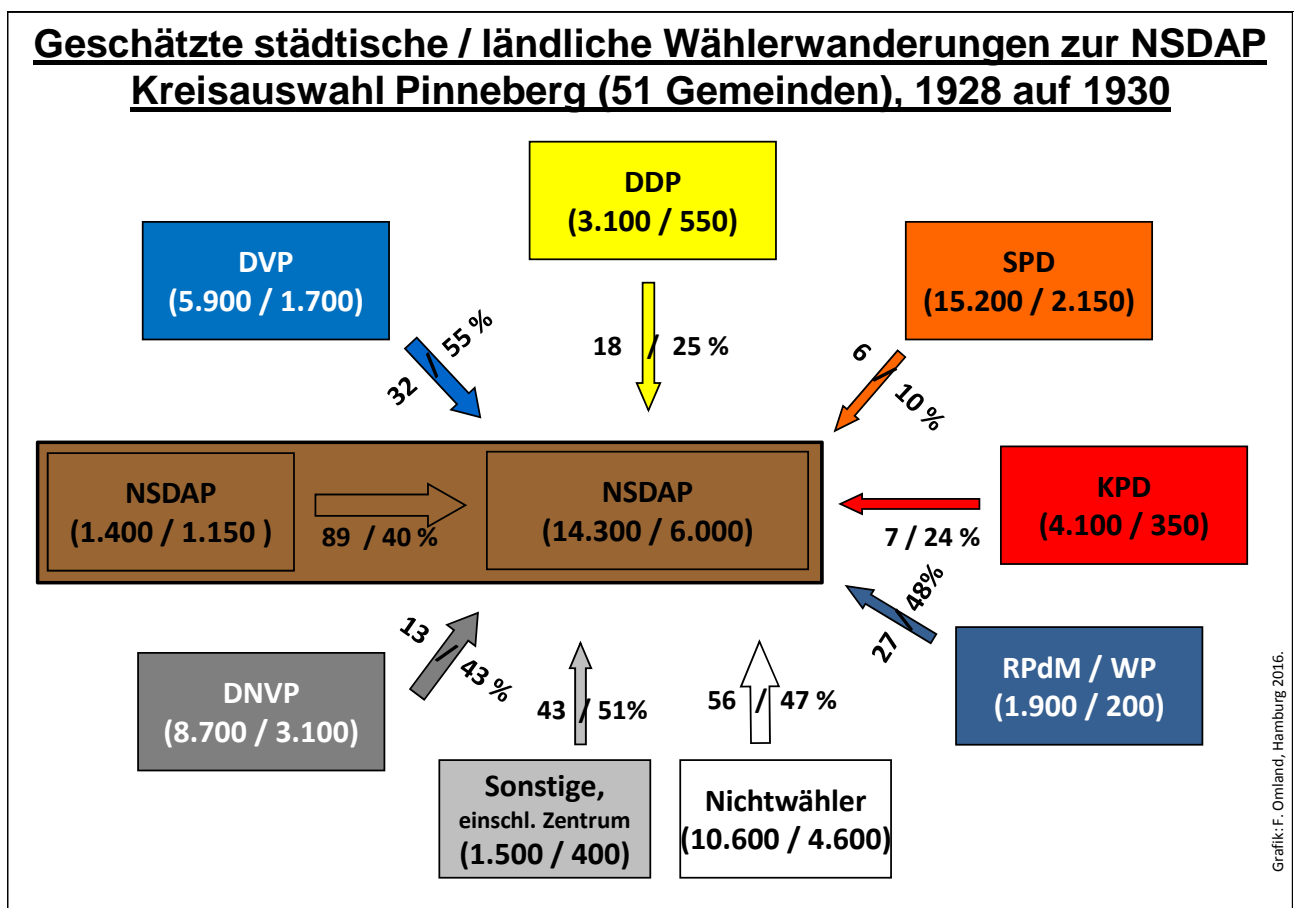 Geschätzte städtische / ländliche Wählerwanderungen zur NSDAP
Kreisauswahl Pinneberg (51 Gemeinden), 1928 auf 1930
DDP
(3.100 / 550)
DVP
(5.900 / 1.700)
SPD
(15.200 / 2.150)
32 / 55 %
18 / 25 %
6 / 10 %
NSDAP
(1.400 / 1.150 )
89 / 40 %
NSDAP
(14.300 / 6.000)
KPD
(4.100 / 350)
7 / 24 %
13 / 43 %
43 / 51%
56 / 47 %
27 / 48%
DNVP
(8.700 / 3.100)
Sonstige,
einschl. Zentrum
(1.500 / 400)
Nichtwähler
(10.600 / 4.600)
RPdM / WP
(1.900 / 200)
Grafik: F. Omland, Hamburg 2016.